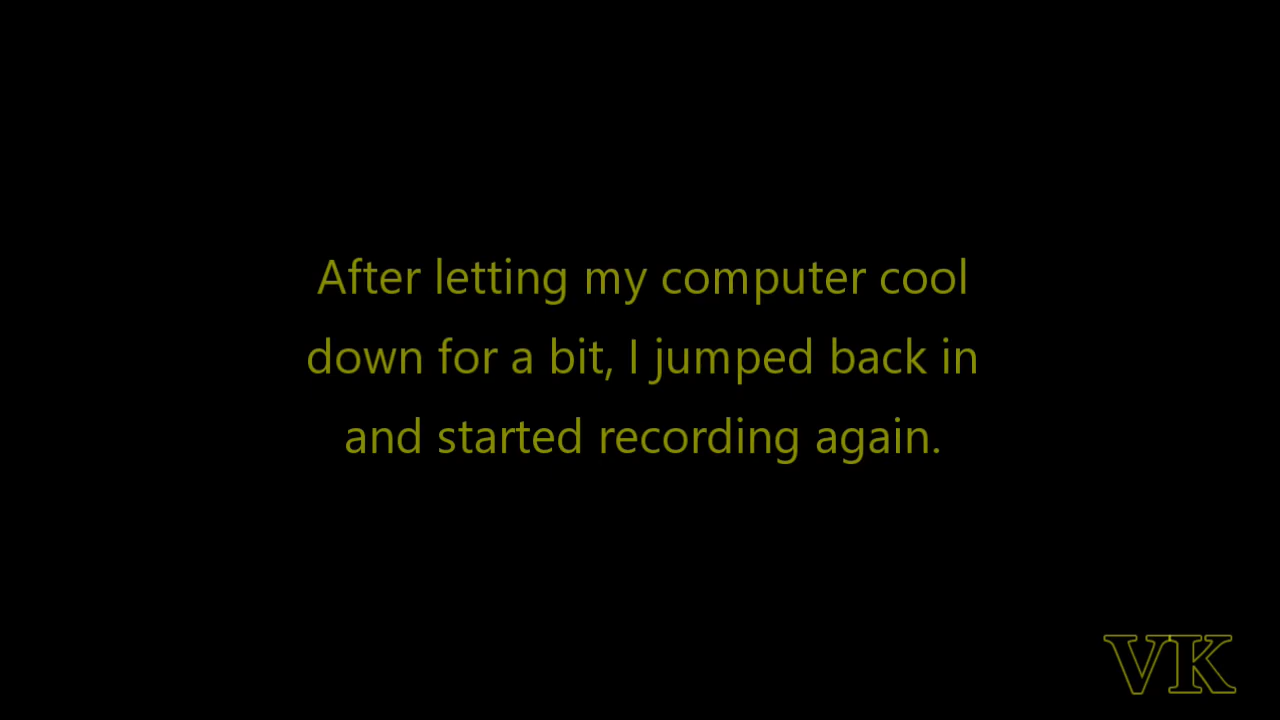 After letting my computer cool
down for a bit, I jumped back in
and started recording again.
VK